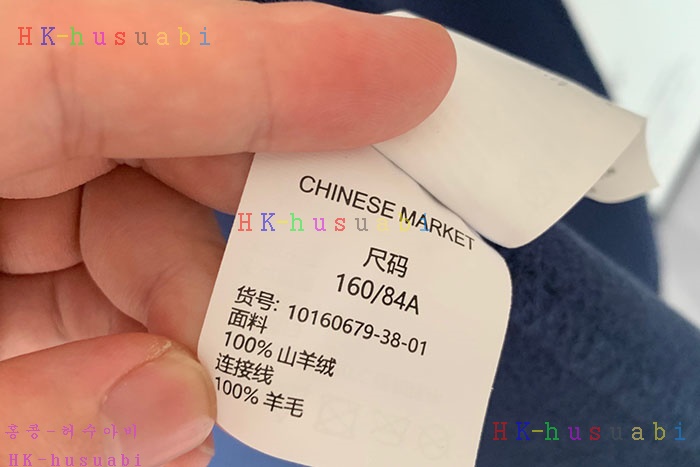 HK-husuabi
CHINESE MARKET
HK-husuabi
尺码
160/84A
货号: 10160679-38-01
面料
100% 山羊绒
连接线
100% 羊毛
홍콩-허수아비
HK-husuabi
HK-husuabi